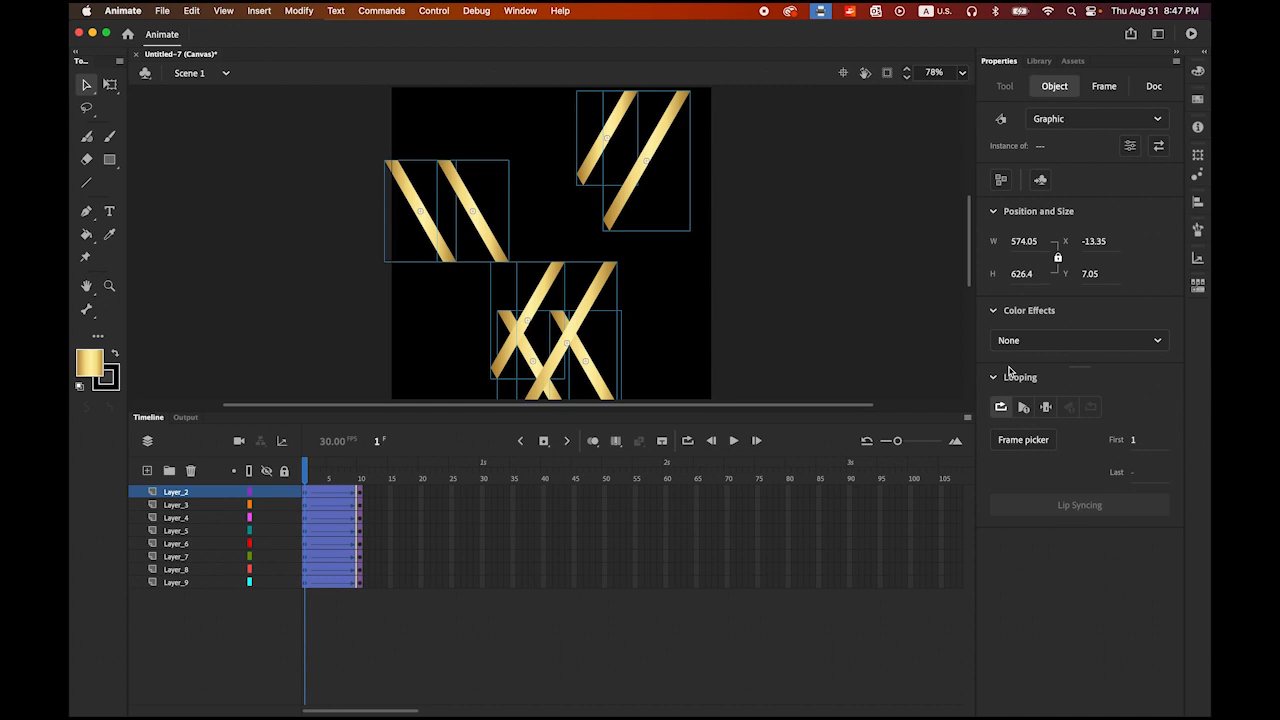 Animate File Edit View Insert Modify Text Commands Control Debug Window Help A U.S. Thu Aug 31 8:47 PM
Animate
To... Untitled-7 (Canvas)* Properties Library Assets
Scene 1 78%
Tool Object Frame Doc
Graphic
Instance of: ---
Position and Size
W 574.05 X -13.35
H 626.4 Y 7.05
Color Effects
None
Looping
Frame picker First 1
Last -
Lip Syncing
Timeline Output
30.00 FPS 1 F
1s 2s 3s
5 10 15 20 25 30 35 40 45 50 55 60 65 70 75 80 85 90 95 100 105
Layer_2
Layer_3
Layer_4
Layer_5
Layer_6
Layer_7
Layer_8
Layer_9